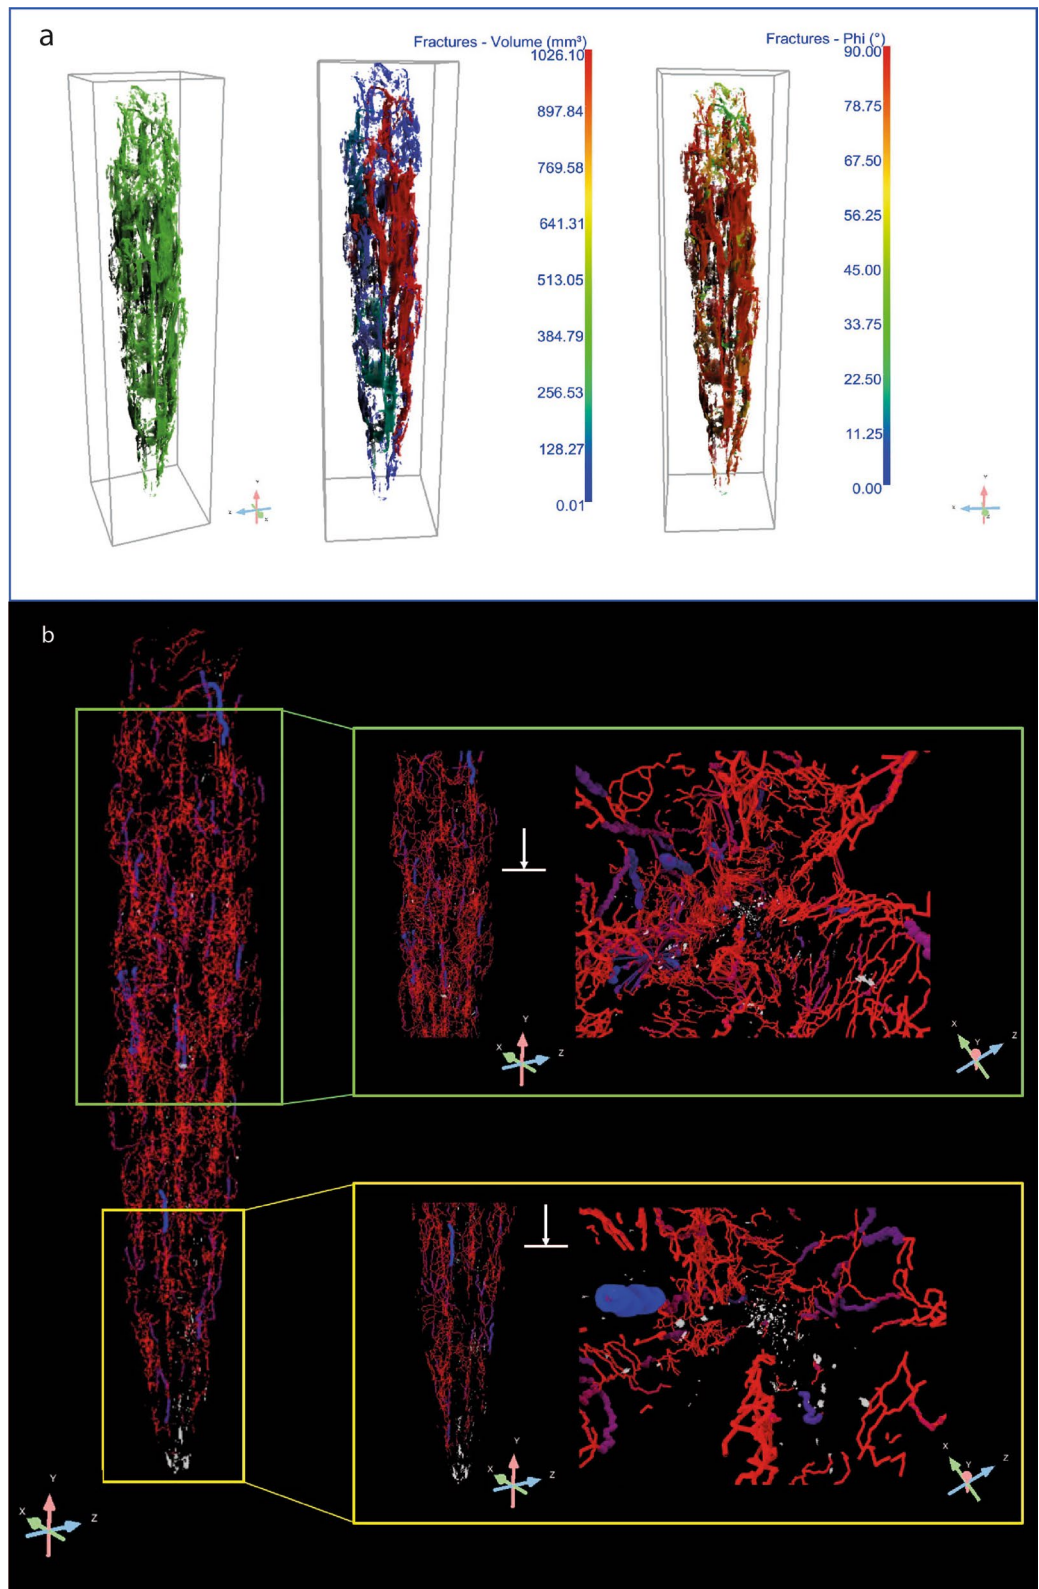 a
Fractures - Volume (mm³)
1026.10
897.84
769.58
641.31
513.05
384.79
256.53
128.27
0.01
Fractures - Phi (°)
90.00
78.75
67.50
56.25
45.00
33.75
22.50
11.25
0.00
b
X
Y
Z
X
Y
Z
X
Y
Z
X
Y
Z
X
Y
Z